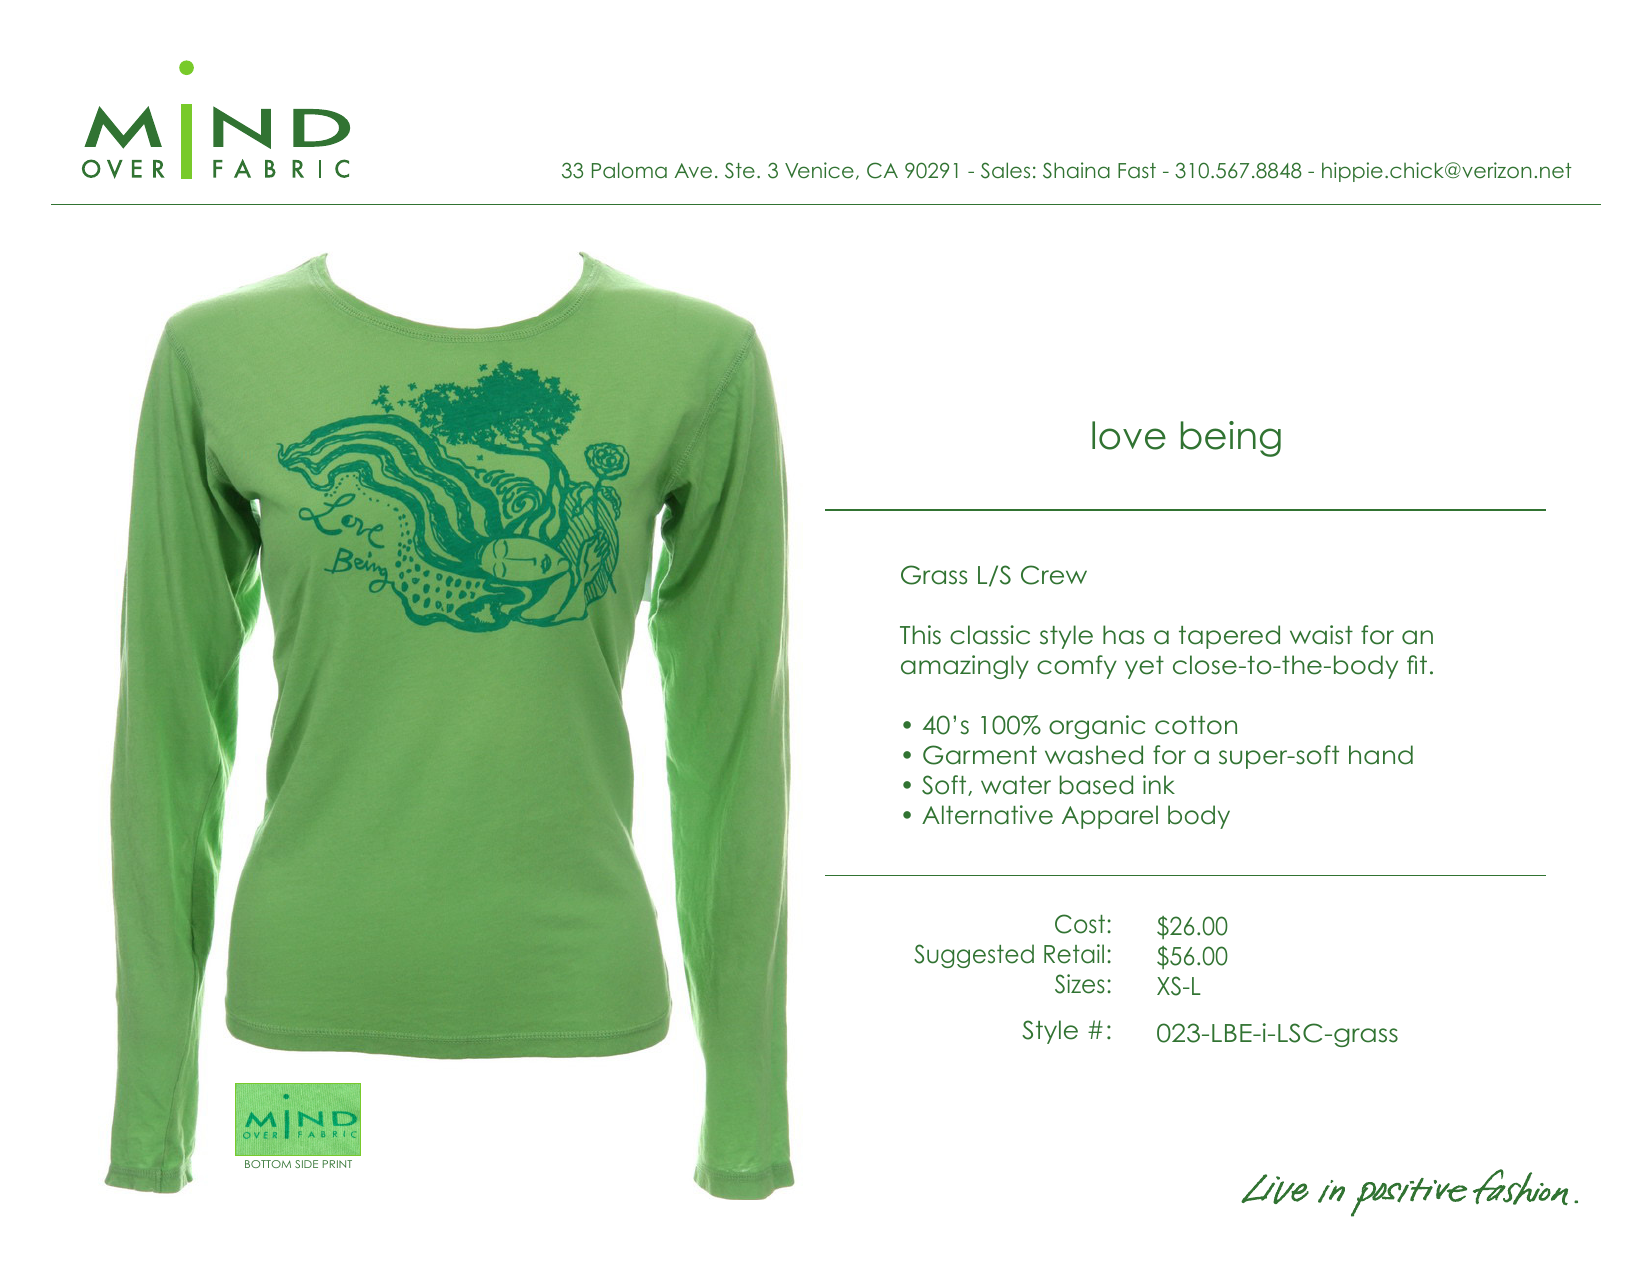 MiND
OVER FABRIC
33 Paloma Ave. Ste. 3 Venice, CA 90291 - Sales: Shaina Fast - 310.567.8848 - hippie.chick@verizon.net
Love
Being
love being
Grass L/S Crew
This classic style has a tapered waist for an
amazingly comfy yet close-to-the-body fit.
• 40’s 100% organic cotton
• Garment washed for a super-soft hand
• Soft, water based ink
• Alternative Apparel body
Cost: $26.00
Suggested Retail: $56.00
Sizes: XS-L
Style #: 023-LBE-i-LSC-grass
MiND
OVER FABRIC
BOTTOM SIDE PRINT
Live in positive fashion.